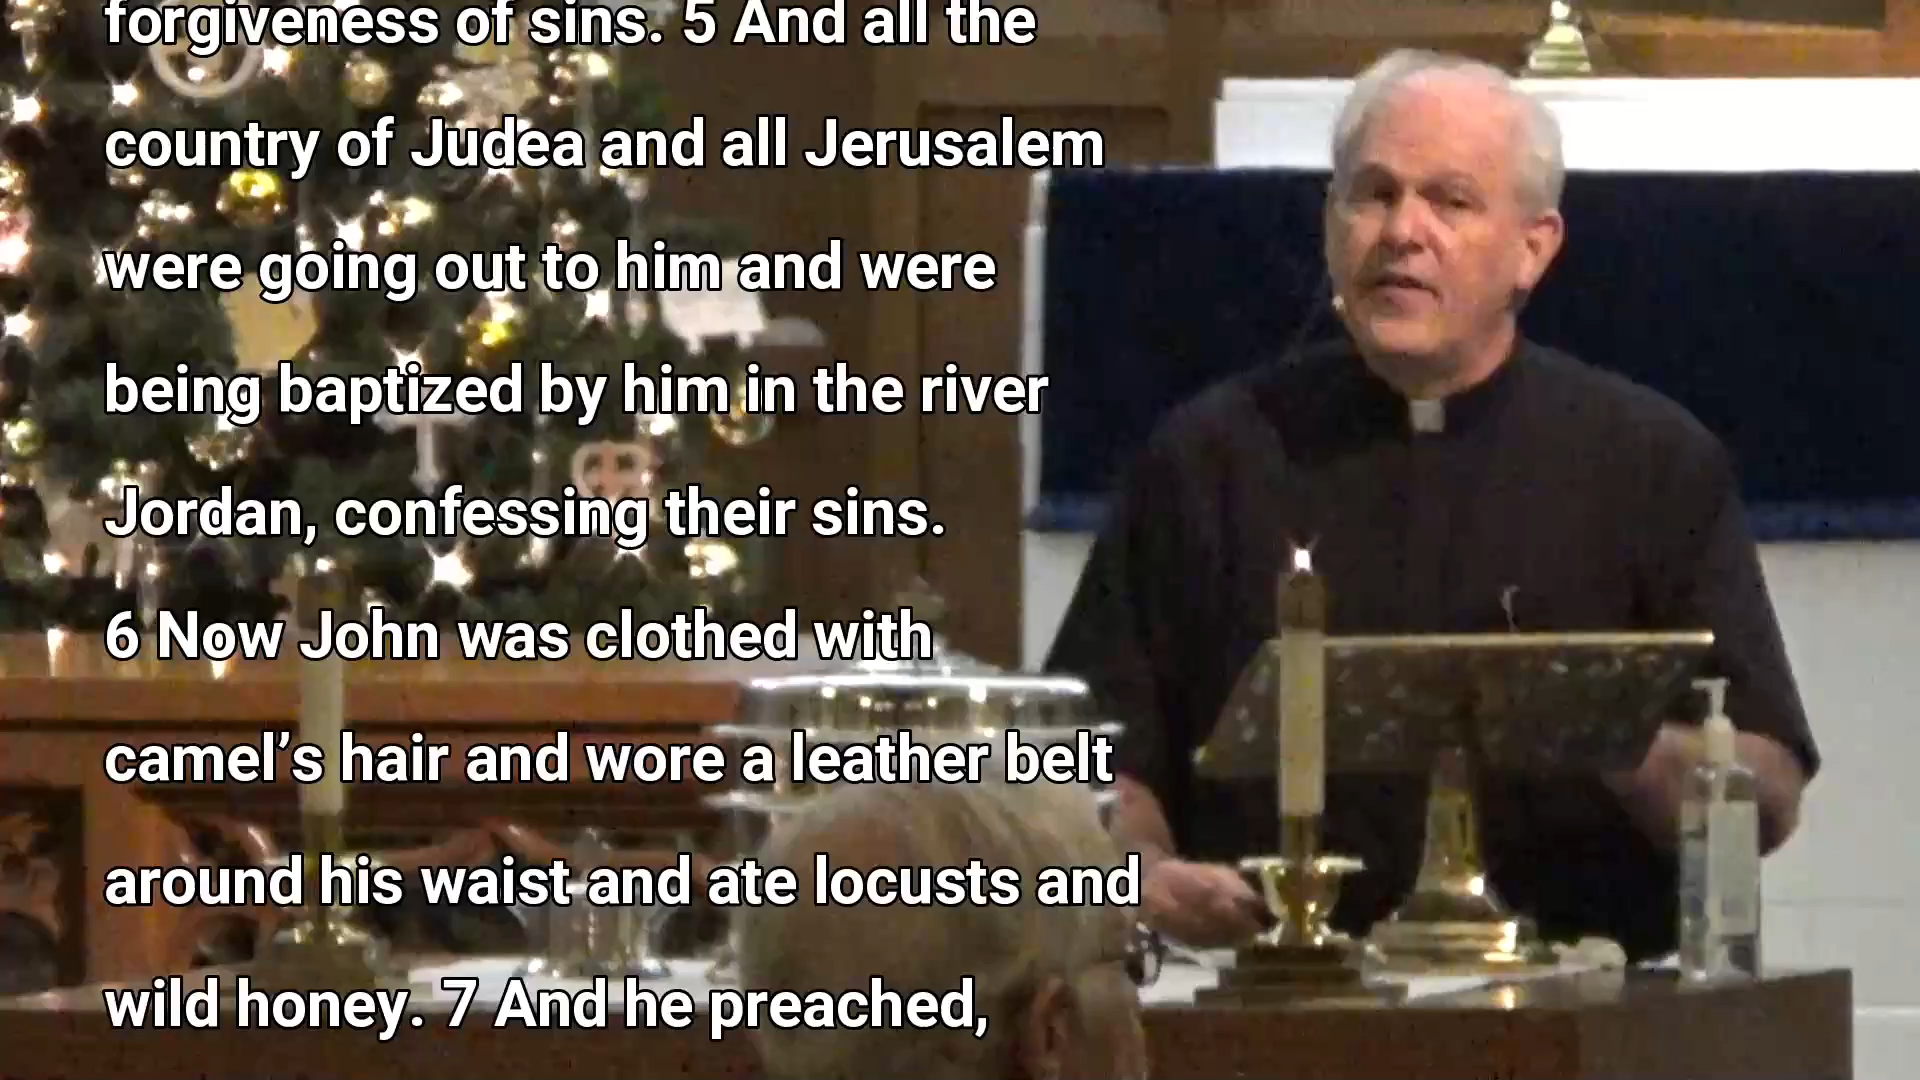 forgiveness of sins. 5 And all the
country of Judea and all Jerusalem
were going out to him and were
being baptized by him in the river
Jordan, confessing their sins.
6 Now John was clothed with
camel’s hair and wore a leather belt
around his waist and ate locusts and
wild honey. 7 And he preached,